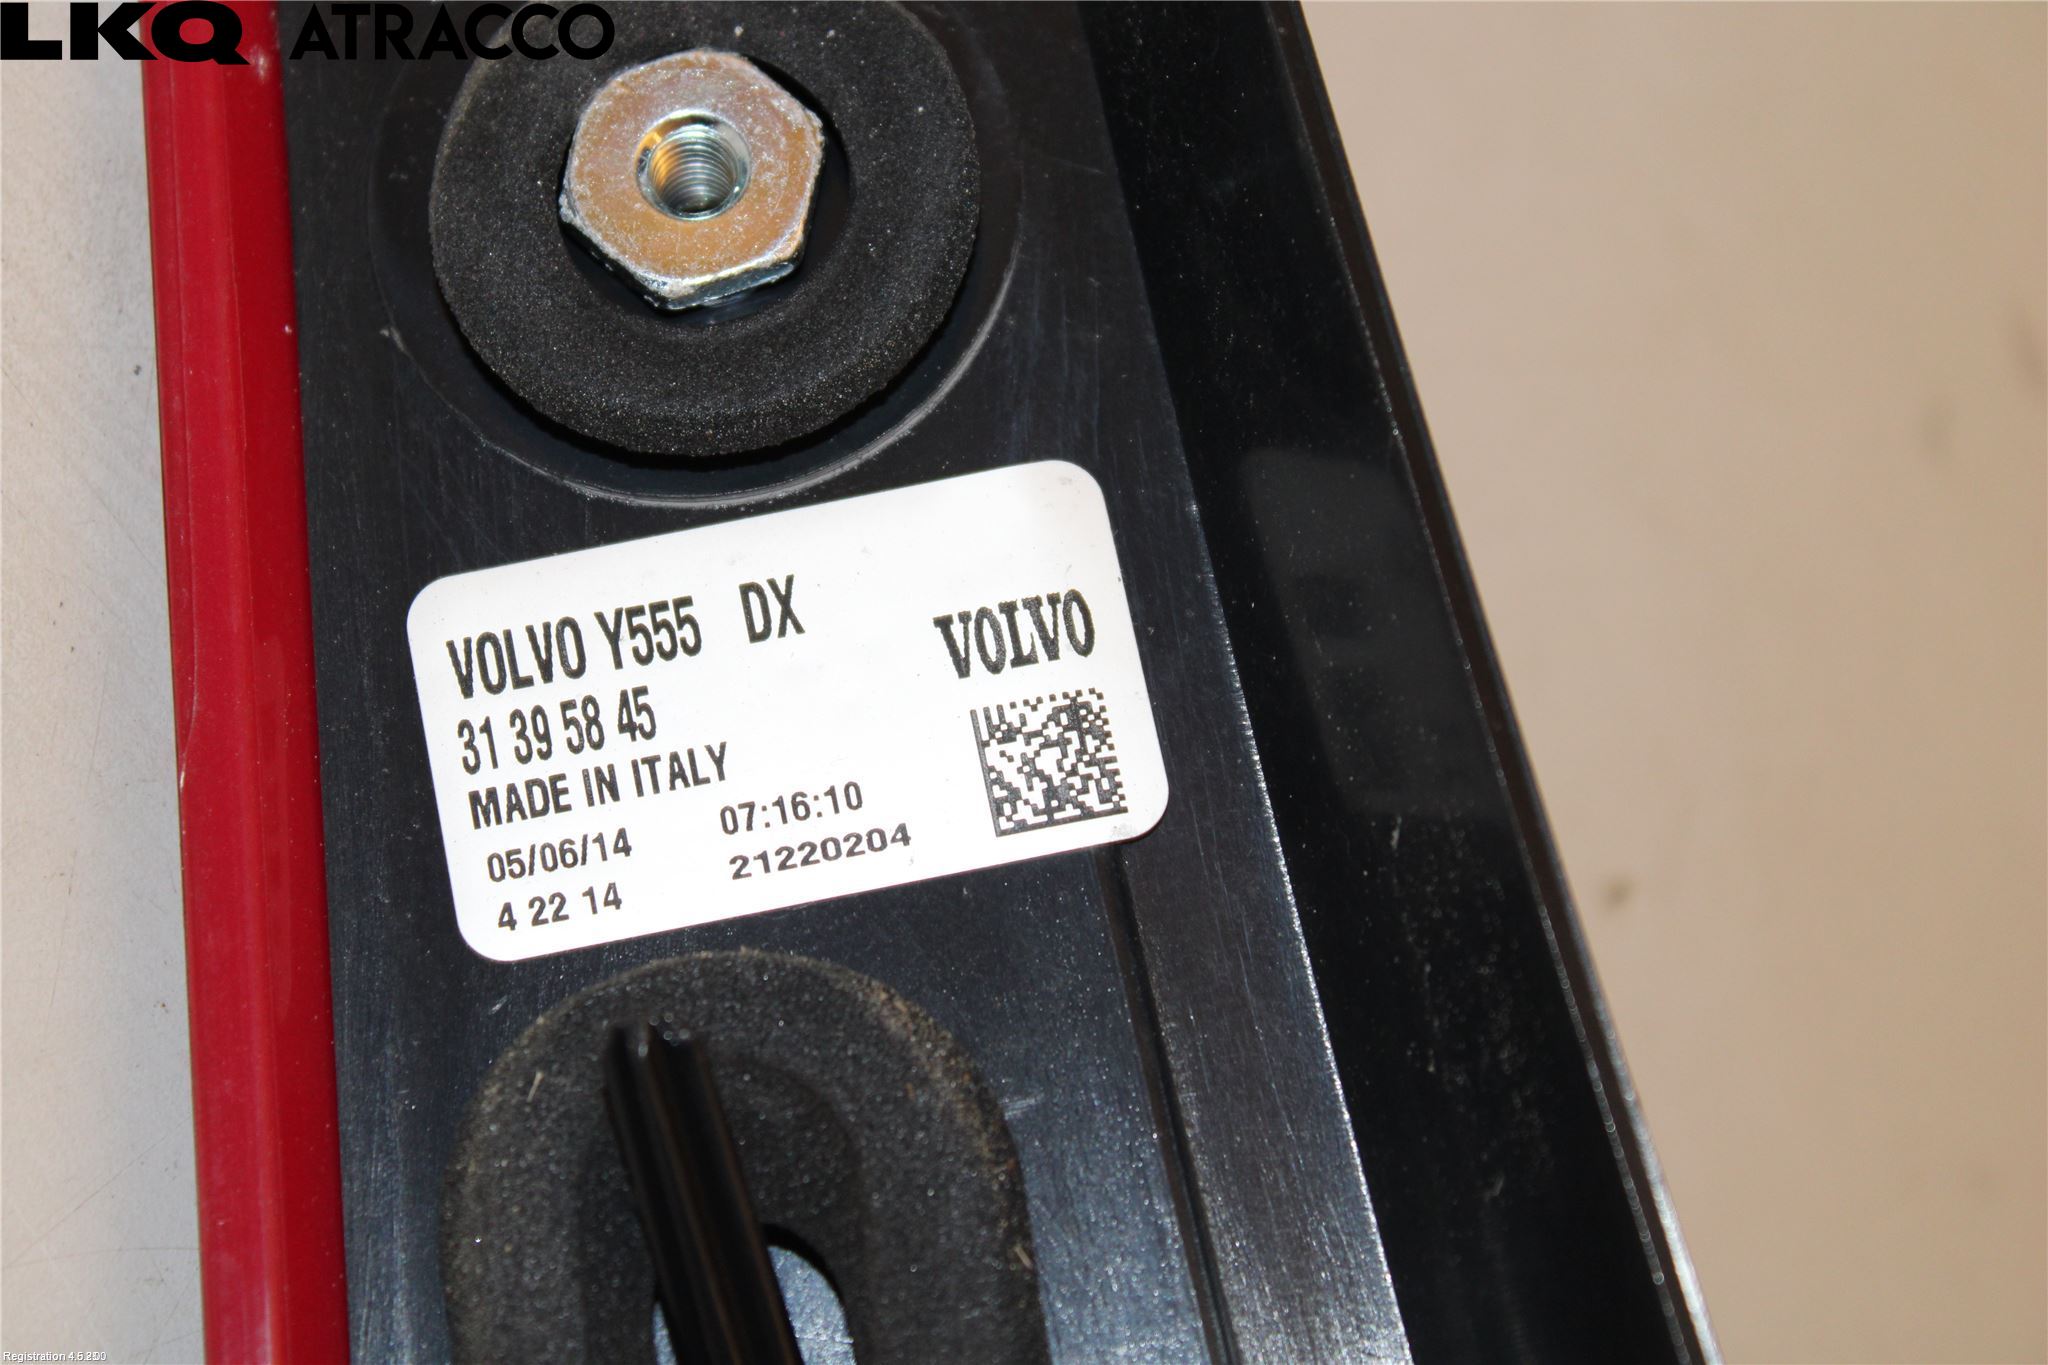 LKQ ATRACCO
VOLVO Y555 DX
VOLVO
31 39 58 45
MADE IN ITALY
05/06/14 07:16:10
4 22 14 21220204
Registration